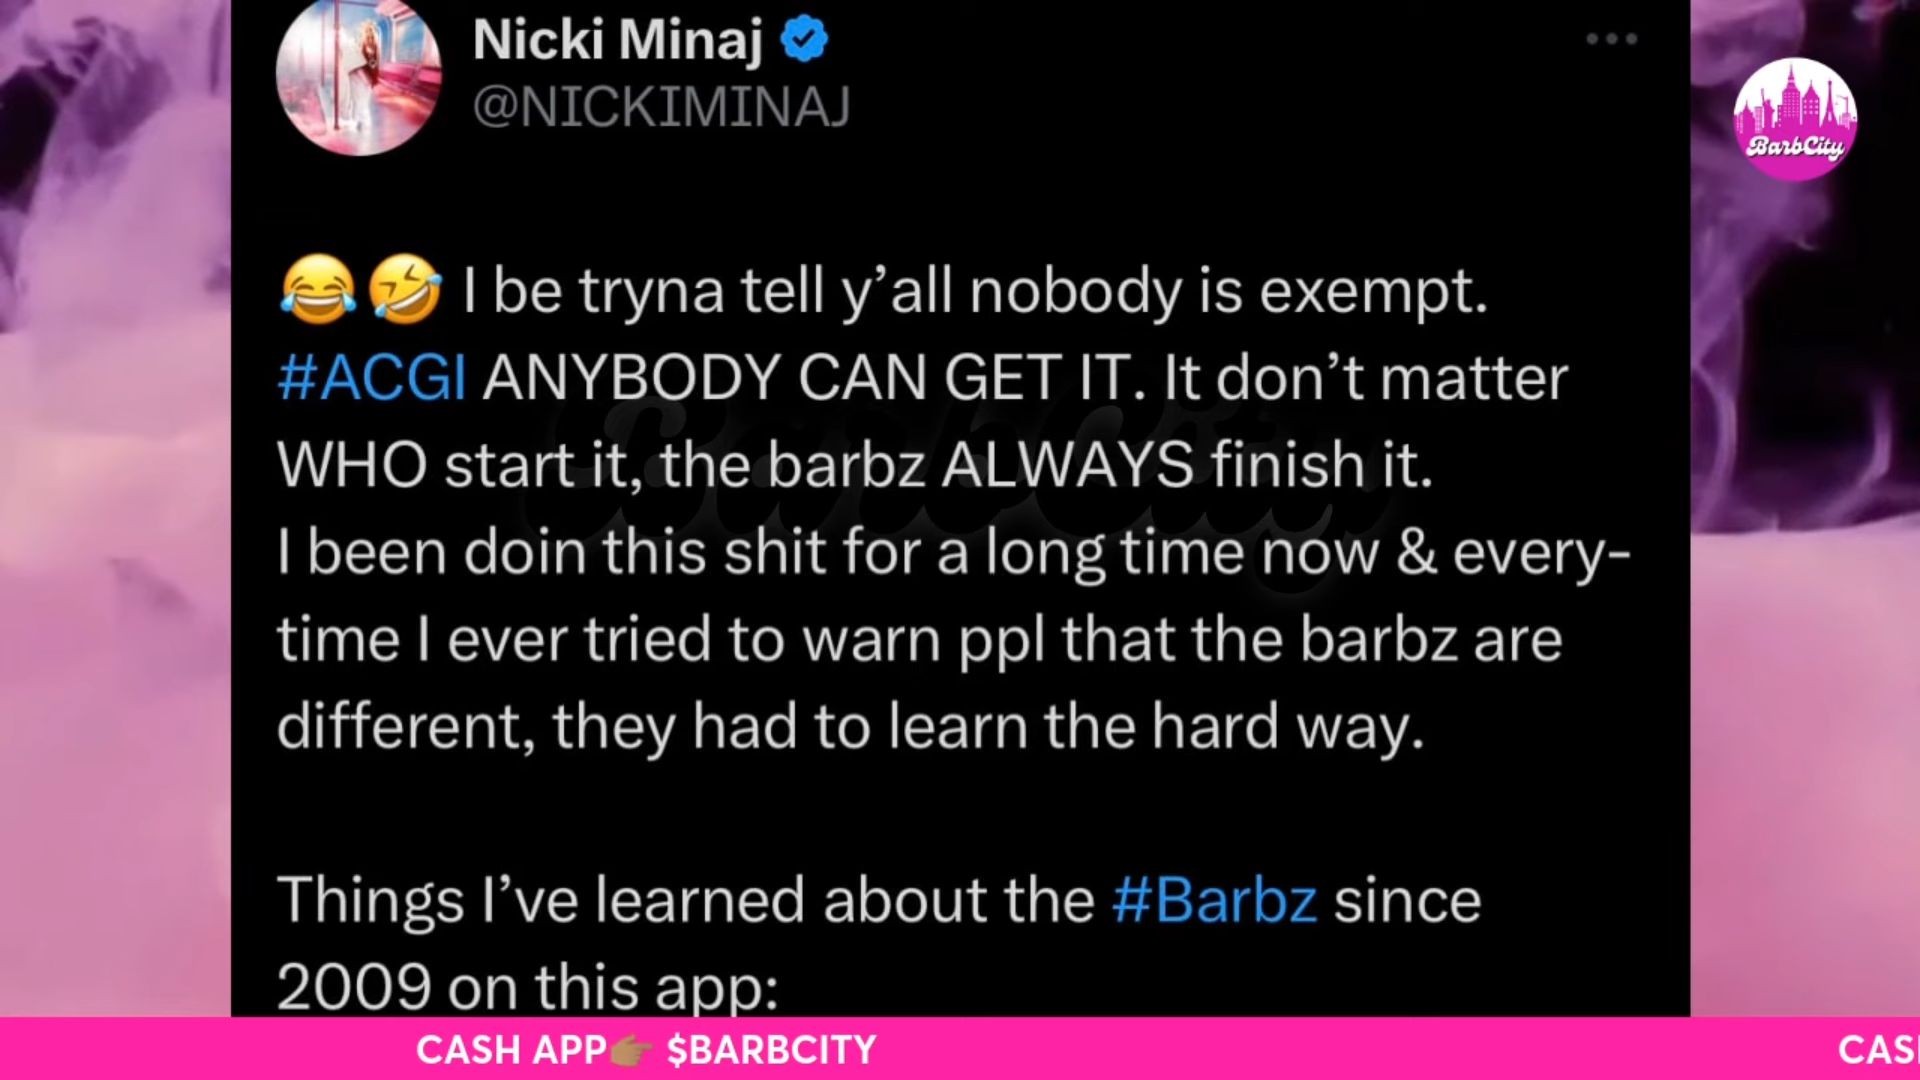 Nicki Minaj
@NICKIMINAJ
BarbCity
😂🤣 I be tryna tell y’all nobody is exempt.
#ACGI ANYBODY CAN GET IT. It don’t matter
WHO start it, the barbz ALWAYS finish it.
I been doin this shit for a long time now & every-
time I ever tried to warn ppl that the barbz are
different, they had to learn the hard way.
BarbCity
Things I’ve learned about the #Barbz since
2009 on this app:
CASH APP👉🏽 $BARBCITY
CAS